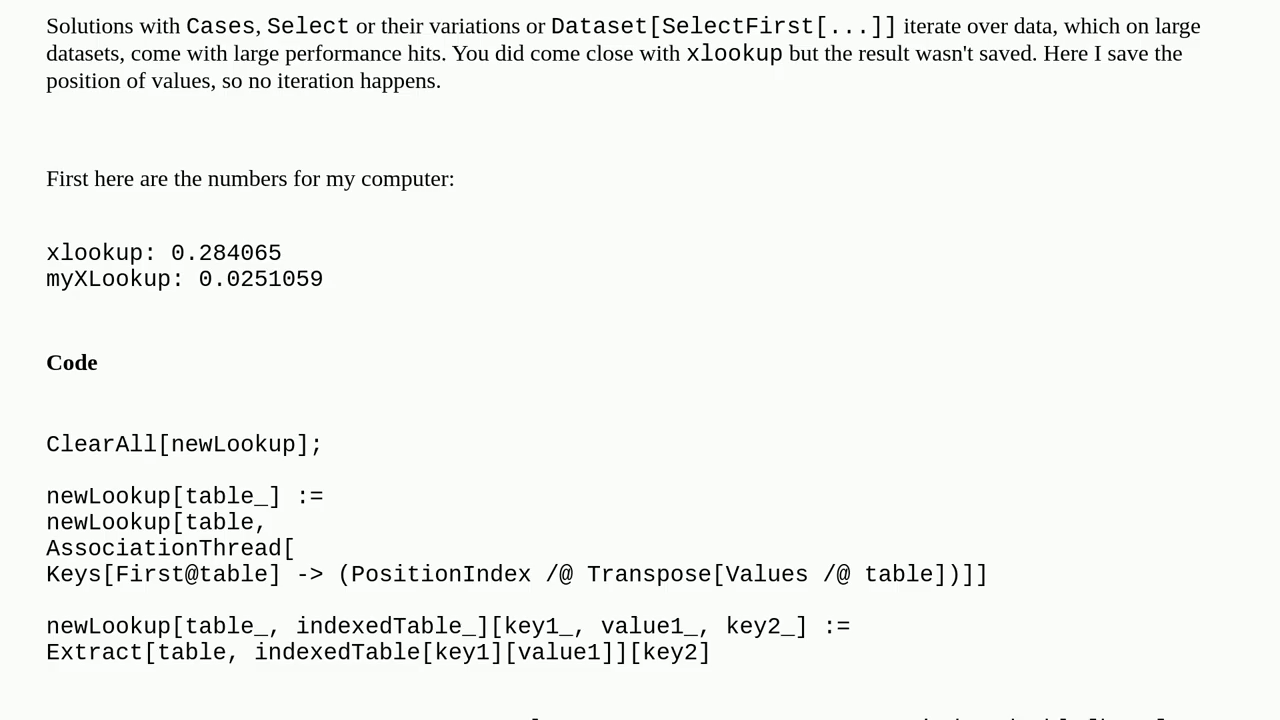 Solutions with Cases, Select or their variations or Dataset[SelectFirst[...]] iterate over data, which on large
datasets, come with large performance hits. You did come close with xlookup but the result wasn't saved. Here I save the
position of values, so no iteration happens.
First here are the numbers for my computer:
xlookup: 0.284065
myXLookup: 0.0251059
Code
ClearAll[newLookup];
newLookup[table_] :=
newLookup[table,
AssociationThread[
Keys[First@table] -> (PositionIndex /@ Transpose[Values /@ table])]]
newLookup[table_, indexedTable_][key1_, value1_, key2_] :=
Extract[table, indexedTable[key1][value1]][key2]